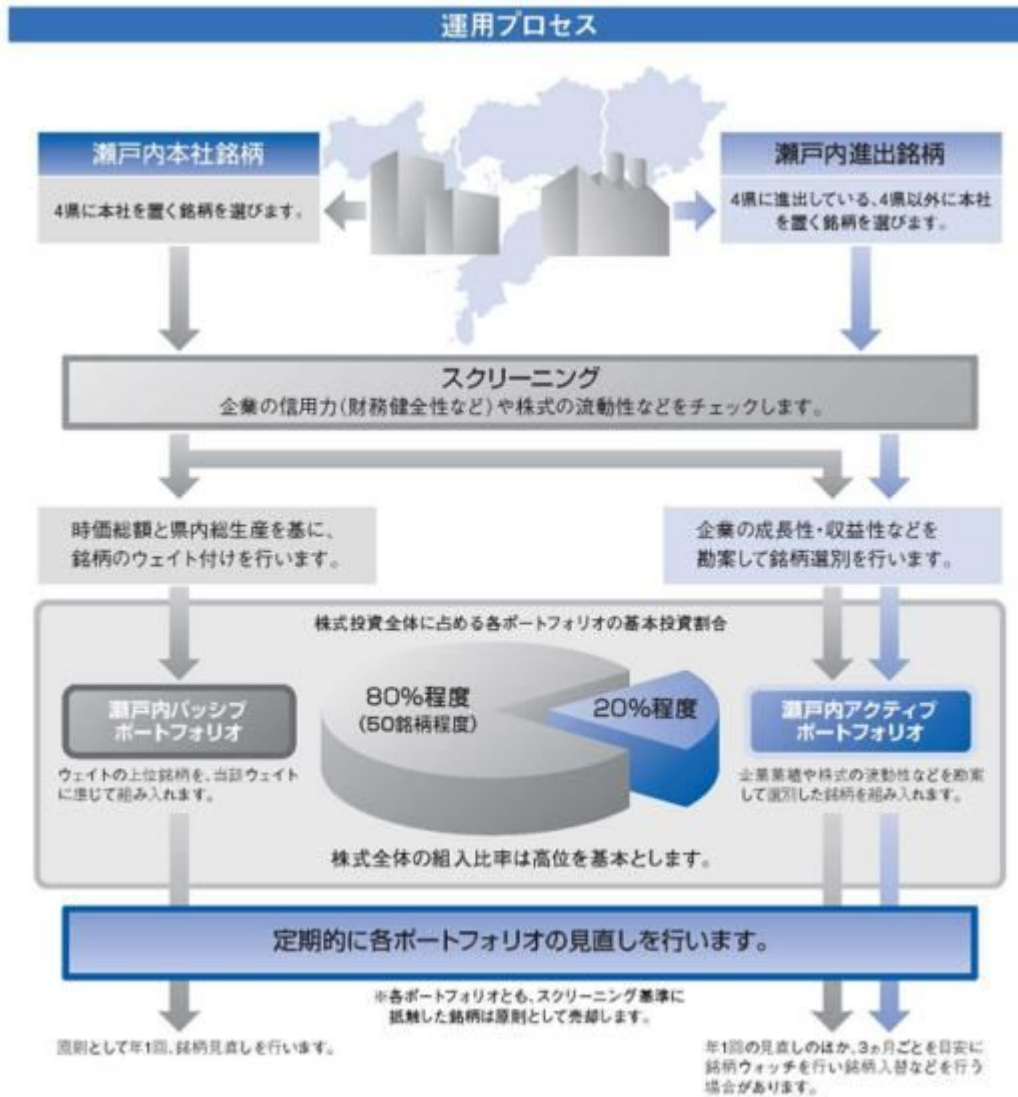 運用プロセス
瀬戸内本社銘柄
4県に本社を置く銘柄を選びます。
瀬戸内進出銘柄
4県に進出している、4県以外に本社
を置く銘柄を選びます。
スクリーニング
企業の信用力(財務健全性など)や株式の流動性などをチェックします。
時価総額と県内総生産を基に、
銘柄のウェイト付けを行います。
企業の成長性・収益性などを
勘案して銘柄選別を行います。
株式投資全体に占める各ポートフォリオの基本投資割合
瀬戸内パッシブ
ポートフォリオ
ウェイトの上位銘柄を、当該ウェイト
に準じて組み入れます。
80%程度
(50銘柄程度)
20%程度
瀬戸内アクティブ
ポートフォリオ
企業業績や株式の流動性などを勘案
して選別した銘柄を組み入れます。
株式全体の組入比率は高位を基本とします。
定期的に各ポートフォリオの見直しを行います。
※各ポートフォリオとも、スクリーニング基準に
抵触した銘柄は原則として売却します。
原則として年1回、銘柄見直しを行います。
年1回の見直しのほか、3ヵ月ごとを目安に
銘柄ウォッチを行い銘柄入替などを行う
場合があります。